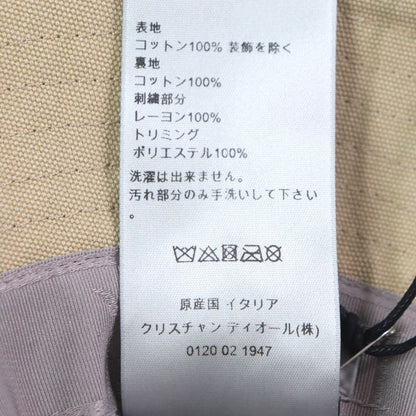 表地
コットン100% 装飾を除く
裏地
コットン100%
刺繍部分
レーヨン100%
トリミング
ポリエステル100%
洗濯は出来ません。
汚れ部分のみ手洗いして下さい
。
原産国 イタリア
クリスチャン ディオール(株)
0120 02 1947